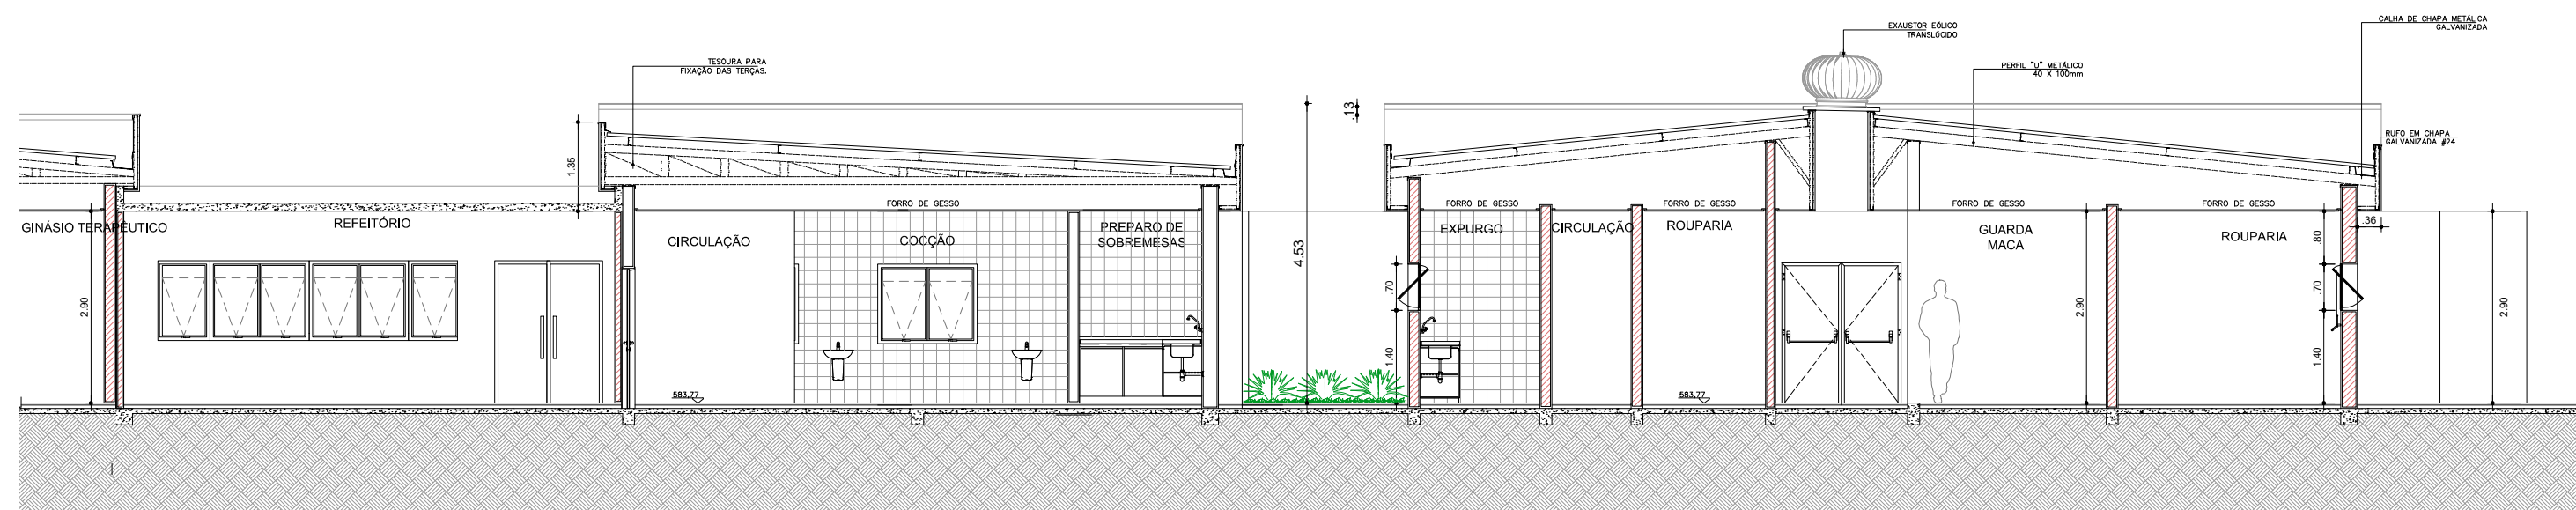 EXAUSTOR EÓLICO
TRANSLÚCIDO
CALHA DE CHAPA METÁLICA
GALVANIZADA
TESOURA PARA
FIXAÇÃO DAS TERÇAS.
PERFIL "U" METÁLICO
40 X 100mm
.13
RUFO EM CHAPA
GALVANIZADA #24
1.35
4.53
FORRO DE GESSO
FORRO DE GESSO
FORRO DE GESSO
FORRO DE GESSO
FORRO DE GESSO
GINÁSIO TERAPÊUTICO
REFEITÓRIO
CIRCULAÇÃO
COCÇÃO
PREPARO DE
SOBREMESAS
EXPURGO
CIRCULAÇÃO
ROUPARIA
GUARDA
MACA
ROUPARIA
.36
.80
.70
.70
2.90
2.90
2.90
1.40
1.40
583.77
583.77